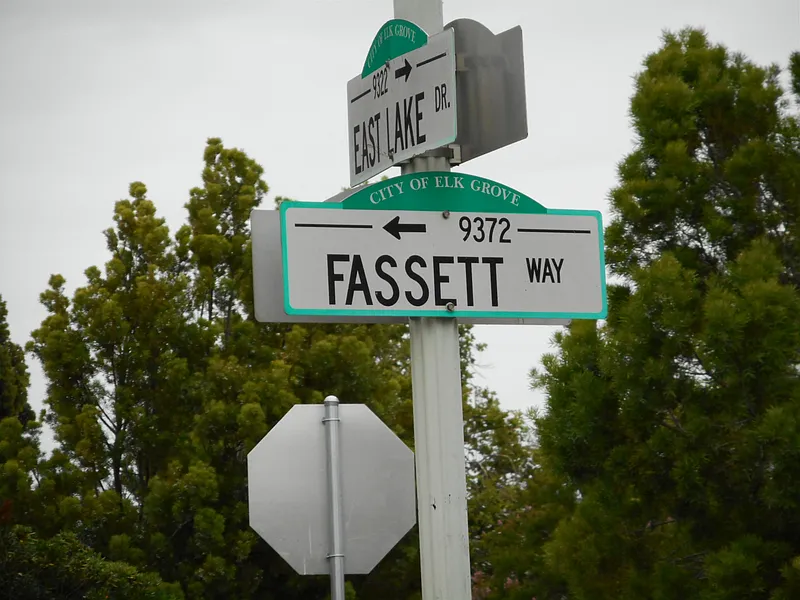 CITY OF ELK GROVE
9322
EAST LAKE DR.
CITY OF ELK GROVE
9372
FASSETT WAY